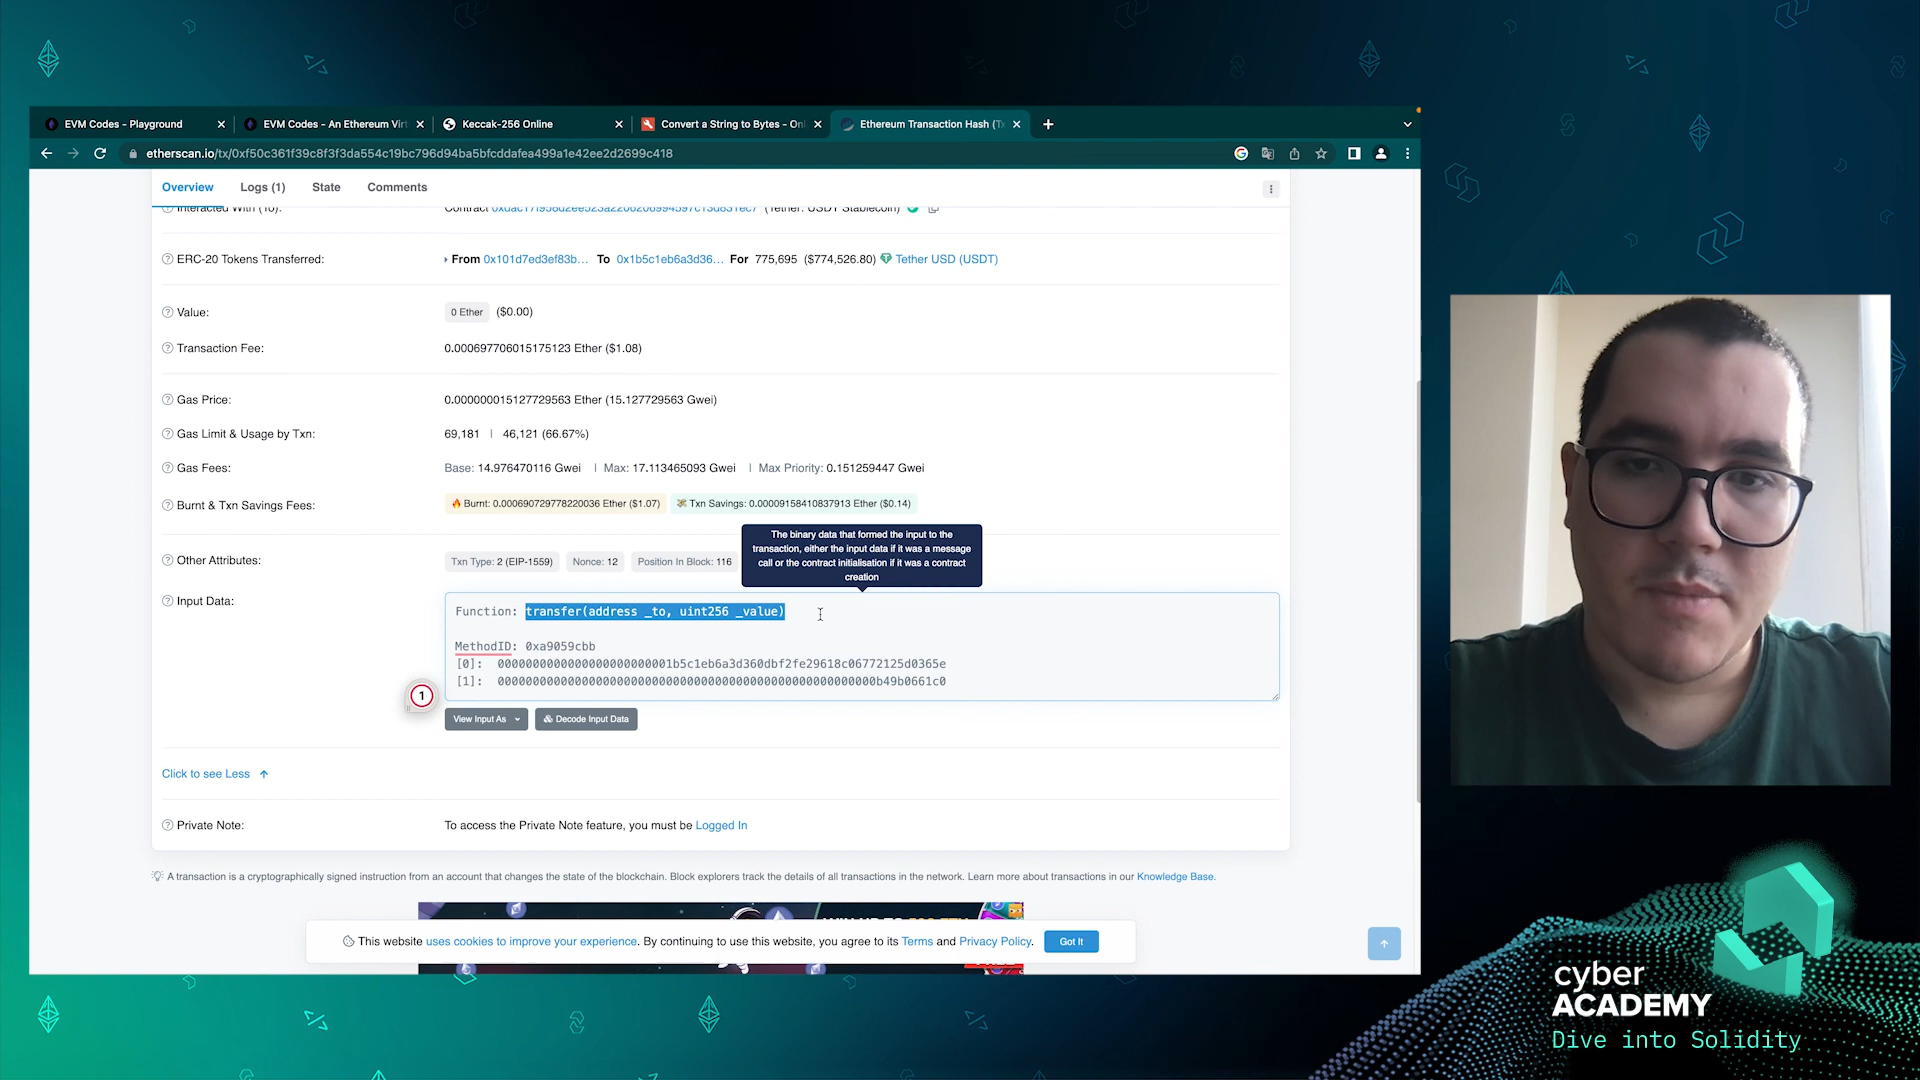 EVM Codes - Playground
EVM Codes - An Ethereum Virt
Keccak-256 Online
Convert a String to Bytes - Onl
Ethereum Transaction Hash (Tx
etherscan.io/tx/0xf50c361f39c8f3f3da554c19bc796d94ba5bfcddafea499a1e42ee2d2699c418
Overview
Logs (1)
State
Comments
Interacted With (To):
Contract 0xdac17f958d2ee523a2206206994597c13d831ec7 (Tether: USDT Stablecoin)
ERC-20 Tokens Transferred:
From 0x101d7ed3ef83b... To 0x1b5c1eb6a3d36... For 775,695 ($774,526.80) Tether USD (USDT)
Value:
0 Ether ($0.00)
Transaction Fee:
0.000697706015175123 Ether ($1.08)
Gas Price:
0.000000015127729563 Ether (15.127729563 Gwei)
Gas Limit & Usage by Txn:
69,181 | 46,121 (66.67%)
Gas Fees:
Base: 14.976470116 Gwei | Max: 17.113465093 Gwei | Max Priority: 0.151259447 Gwei
Burnt & Txn Savings Fees:
Burnt: 0.000690729778220036 Ether ($1.07) Txn Savings: 0.00009158410837913 Ether ($0.14)
The binary data that formed the input to the
transaction, either the input data if it was a message
call or the contract initialisation if it was a contract
creation
Other Attributes:
Txn Type: 2 (EIP-1559) Nonce: 12 Position In Block: 116
Input Data:
Function: transfer(address _to, uint256 _value)
MethodID: 0xa9059cbb
[0]: 0000000000000000000000001b5c1eb6a3d360dbf2fe29618c06772125d0365e
[1]: 000000000000000000000000000000000000000000000000000000b49b0661c0
1
View Input As
Decode Input Data
Click to see Less
Private Note:
To access the Private Note feature, you must be Logged In
A transaction is a cryptographically signed instruction from an account that changes the state of the blockchain. Block explorers track the details of all transactions in the network. Learn more about transactions in our Knowledge Base.
This website uses cookies to improve your experience. By continuing to use this website, you agree to its Terms and Privacy Policy.
Got It
cyber
ACADEMY
Dive into Solidity